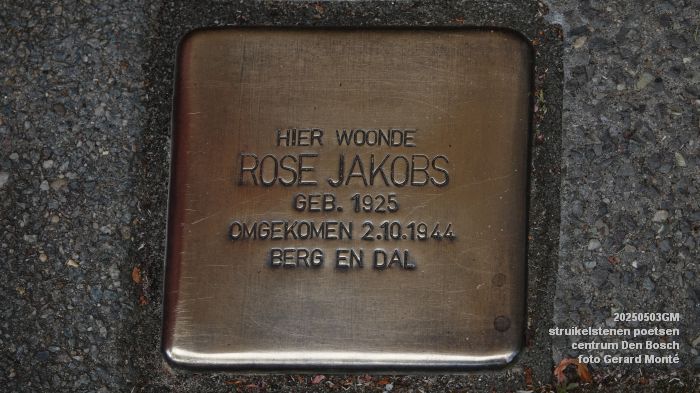 HIER WOONDE
ROSE JAKOBS
GEB. 1925
OMGEKOMEN 2.10.1944
BERG EN DAL
20250503GM
struikelstenen poetsen
centrum Den Bosch
foto Gerard Monté